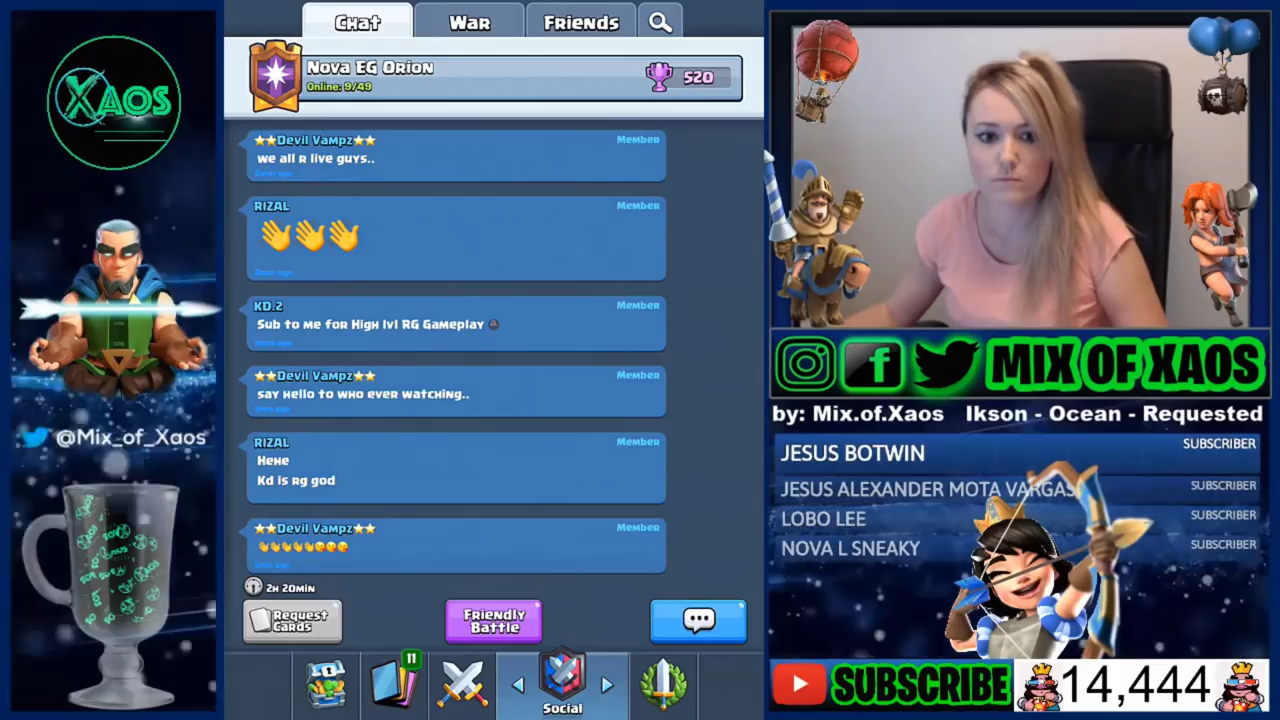 XAOS
@Mix_of_Xaos
Chat
War
Friends
Nova EG Orion
Online: 9/49
520
★★Devil Vampz★★
Member
we all r live guys..
RIZAL
Member
👋👋👋
KD.2
Member
Sub to me for High lvl RG Gameplay
★★Devil Vampz★★
Member
say hello to who ever watching..
RIZAL
Member
Hehe
Kd is rg god
★★Devil Vampz★★
Member
2h 20min
Request
Cards
Friendly
Battle
11
Social
MIX OF XAOS
by: Mix.of.Xaos Ikson - Ocean - Requested
JESUS BOTWIN
SUBSCRIBER
JESUS ALEXANDER MOTA VARGAS
SUBSCRIBER
LOBO LEE
SUBSCRIBER
NOVA L SNEAKY
SUBSCRIBER
SUBSCRIBE
14,444